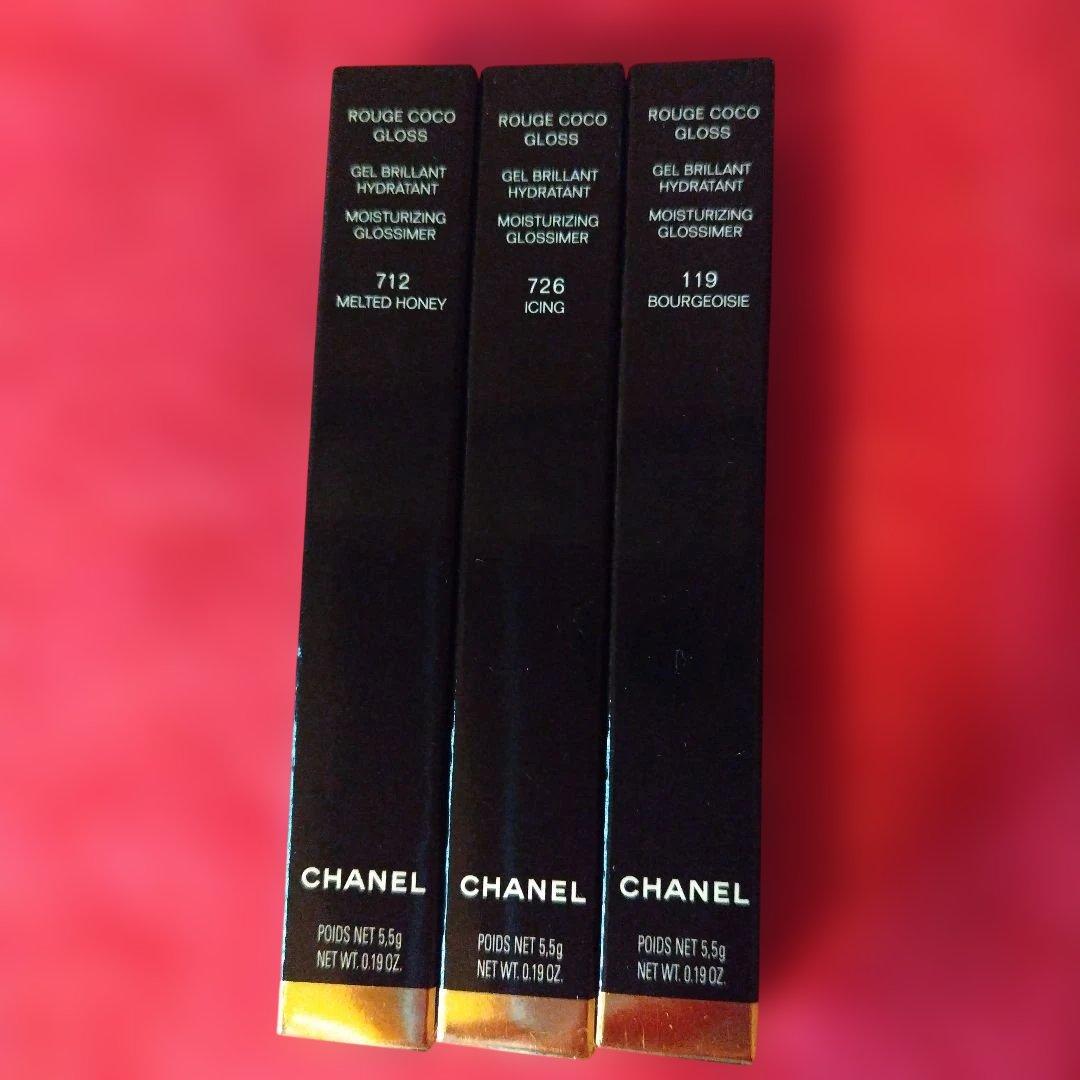 ROUGE COCO
GLOSS
GEL BRILLANT
HYDRATANT
MOISTURIZING
GLOSSIMER
712
MELTED HONEY
CHANEL
POIDS NET 5,5g
NET WT. 0.19 OZ.
ROUGE COCO
GLOSS
GEL BRILLANT
HYDRATANT
MOISTURIZING
GLOSSIMER
726
ICING
CHANEL
POIDS NET 5,5g
NET WT. 0.19 OZ.
ROUGE COCO
GLOSS
GEL BRILLANT
HYDRATANT
MOISTURIZING
GLOSSIMER
119
BOURGEOISIE
CHANEL
POIDS NET 5,5g
NET WT. 0.19 OZ.